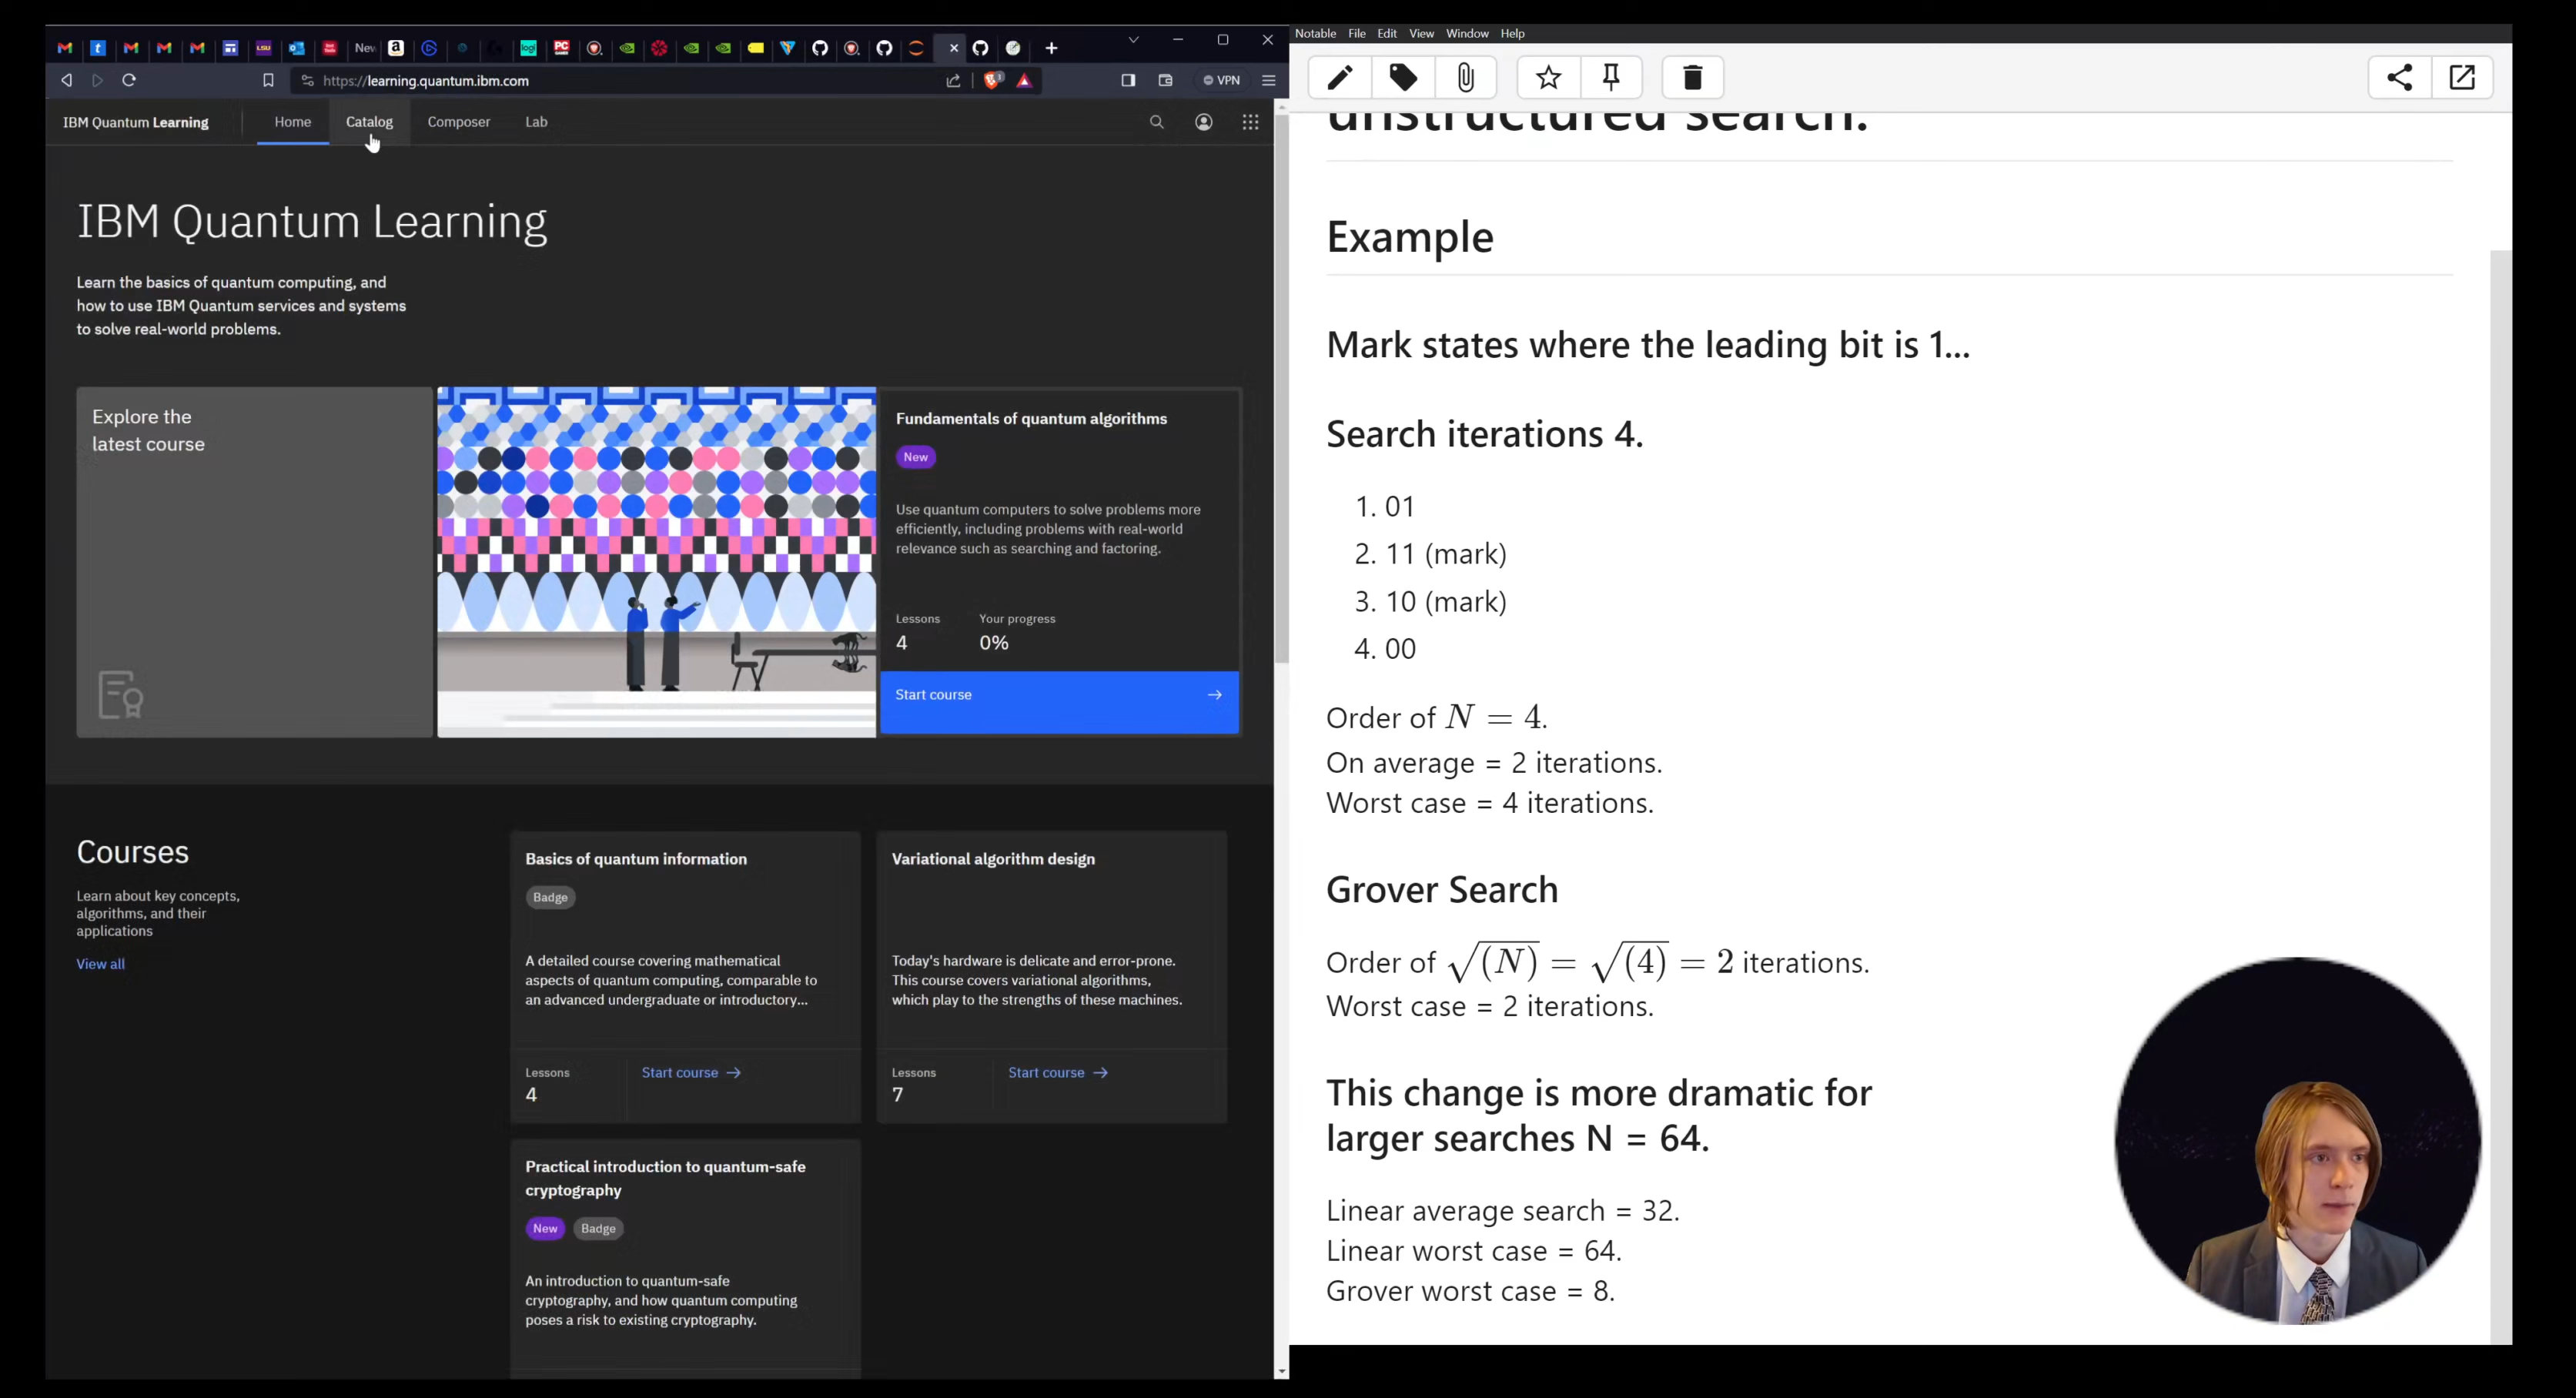 New
https://learning.quantum.ibm.com
VPN
IBM Quantum Learning
Home
Catalog
Composer
Lab
IBM Quantum Learning
Learn the basics of quantum computing, and
how to use IBM Quantum services and systems
to solve real-world problems.
Explore the
latest course
Fundamentals of quantum algorithms
New
Use quantum computers to solve problems more
efficiently, including problems with real-world
relevance such as searching and factoring.
Lessons
4
Your progress
0%
Start course
Courses
Learn about key concepts,
algorithms, and their
applications
View all
Basics of quantum information
Badge
A detailed course covering mathematical
aspects of quantum computing, comparable to
an advanced undergraduate or introductory...
Lessons
4
Start course
Variational algorithm design
Today's hardware is delicate and error-prone.
This course covers variational algorithms,
which play to the strengths of these machines.
Lessons
7
Start course
Practical introduction to quantum-safe
cryptography
New
Badge
An introduction to quantum-safe
cryptography, and how quantum computing
poses a risk to existing cryptography.
Notable File Edit View Window Help
unstructured search.
Example
Mark states where the leading bit is 1...
Search iterations 4.
1. 01
2. 11 (mark)
3. 10 (mark)
4. 00
Order of N = 4.
On average = 2 iterations.
Worst case = 4 iterations.
Grover Search
Order of √(N) = √(4) = 2 iterations.
Worst case = 2 iterations.
This change is more dramatic for
larger searches N = 64.
Linear average search = 32.
Linear worst case = 64.
Grover worst case = 8.